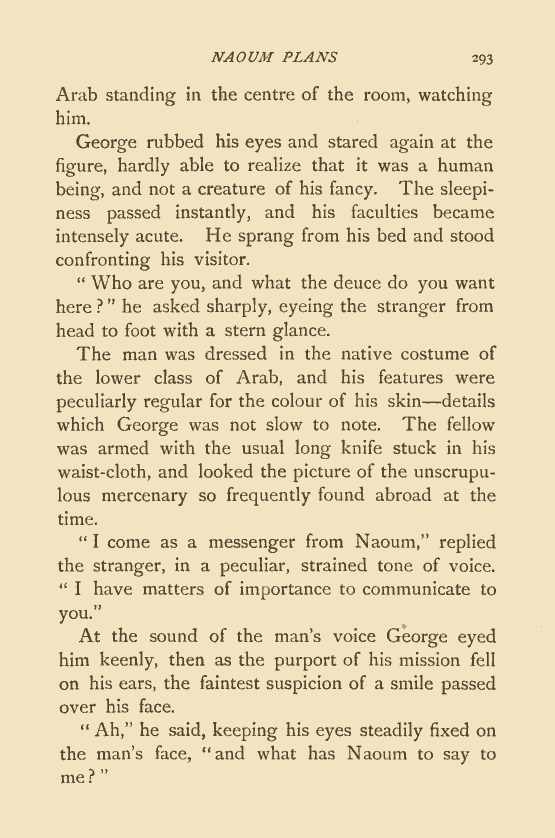 NAOUM PLANS 293
Arab standing in the centre of the room, watching
him.
George rubbed his eyes and stared again at the
figure, hardly able to realize that it was a human
being, and not a creature of his fancy. The sleepi-
ness passed instantly, and his faculties became
intensely acute. He sprang from his bed and stood
confronting his visitor.
“ Who are you, and what the deuce do you want
here ? ” he asked sharply, eyeing the stranger from
head to foot with a stern glance.
The man was dressed in the native costume of
the lower class of Arab, and his features were
peculiarly regular for the colour of his skin—details
which George was not slow to note. The fellow
was armed with the usual long knife stuck in his
waist-cloth, and looked the picture of the unscrupu-
lous mercenary so frequently found abroad at the
time.
“ I come as a messenger from Naoum,” replied
the stranger, in a peculiar, strained tone of voice.
“ I have matters of importance to communicate to
you.”
At the sound of the man’s voice George eyed
him keenly, then as the purport of his mission fell
on his ears, the faintest suspicion of a smile passed
over his face.
“ Ah,” he said, keeping his eyes steadily fixed on
the man’s face, “ and what has Naoum to say to
me ? ”